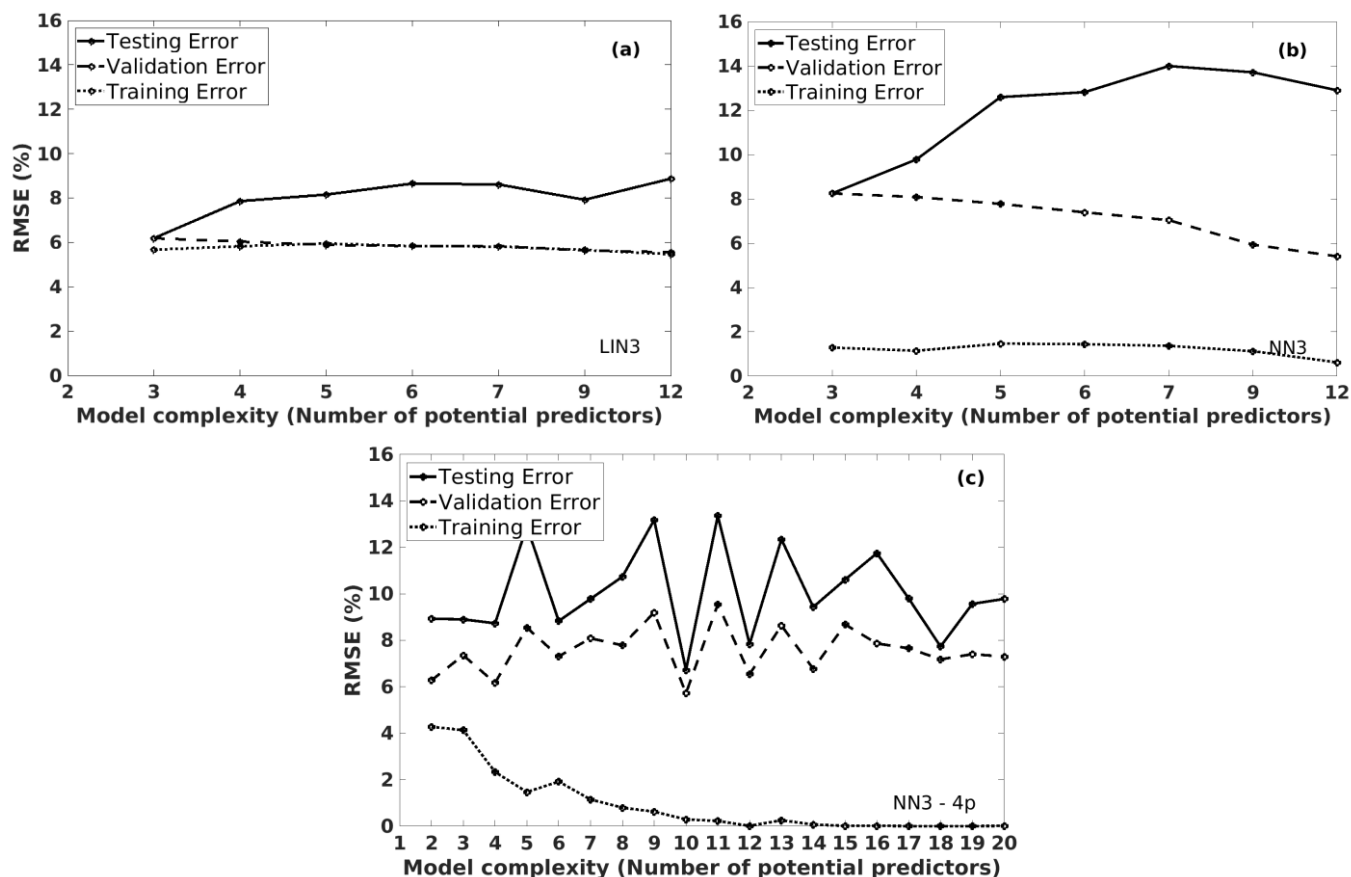 16
14
12
10
8
6
4
2
0
RMSE (%)
Testing Error
Validation Error
Training Error
(a)
LIN3
2 3 4 5 6 7 9 12
Model complexity (Number of potential predictors)
16
14
12
10
8
6
4
2
0
Testing Error
Validation Error
Training Error
(b)
NN3
2 3 4 5 6 7 9 12
Model complexity (Number of potential predictors)
16
14
12
10
8
6
4
2
0
RMSE (%)
Testing Error
Validation Error
Training Error
(c)
NN3 - 4p
1 2 3 4 5 6 7 8 9 10 11 12 13 14 15 16 17 18 19 20
Model complexity (Number of potential predictors)